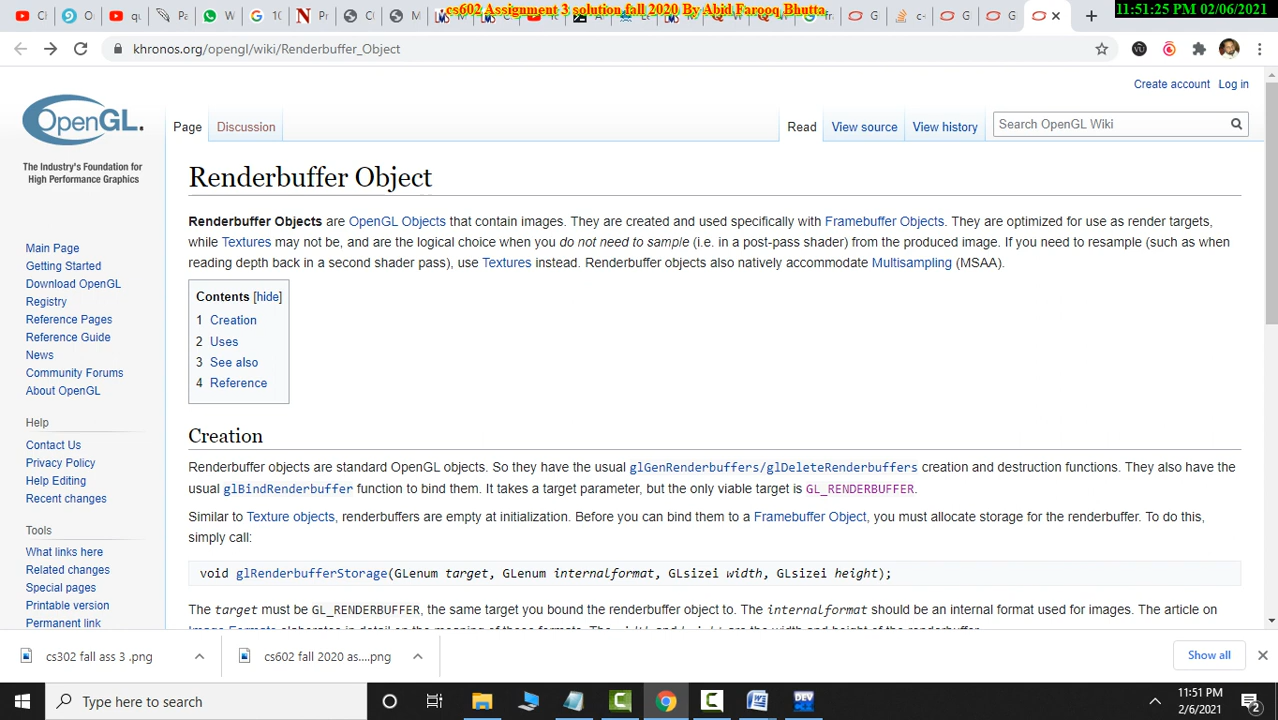 cs602 Assignment 3 solution fall 2020 By Abid Farooq Bhutta
11:51:25 PM 02/06/2021
khronos.org/opengl/wiki/Renderbuffer_Object
Create account Log in
OpenGL.
The Industry's Foundation for
High Performance Graphics
Page Discussion Read View source View history Search OpenGL Wiki
Renderbuffer Object
Renderbuffer Objects are OpenGL Objects that contain images. They are created and used specifically with Framebuffer Objects. They are optimized for use as render targets,
while Textures may not be, and are the logical choice when you do not need to sample (i.e. in a post-pass shader) from the produced image. If you need to resample (such as when
reading depth back in a second shader pass), use Textures instead. Renderbuffer objects also natively accommodate Multisampling (MSAA).
Contents [hide]
1 Creation
2 Uses
3 See also
4 Reference
Main Page
Getting Started
Download OpenGL
Registry
Reference Pages
Reference Guide
News
Community Forums
About OpenGL
Help
Contact Us
Privacy Policy
Help Editing
Recent changes
Tools
What links here
Related changes
Special pages
Printable version
Permanent link
Creation
Renderbuffer objects are standard OpenGL objects. So they have the usual glGenRenderbuffers/glDeleteRenderbuffers creation and destruction functions. They also have the
usual glBindRenderbuffer function to bind them. It takes a target parameter, but the only viable target is GL_RENDERBUFFER.
Similar to Texture objects, renderbuffers are empty at initialization. Before you can bind them to a Framebuffer Object, you must allocate storage for the renderbuffer. To do this,
simply call:
void glRenderbufferStorage(GLenum target, GLenum internalformat, GLsizei width, GLsizei height);
The target must be GL_RENDERBUFFER, the same target you bound the renderbuffer object to. The internalformat should be an internal format used for images. The article on
cs302 fall ass 3 .png
cs602 fall 2020 as....png
Show all
Type here to search
11:51 PM
2/6/2021
2